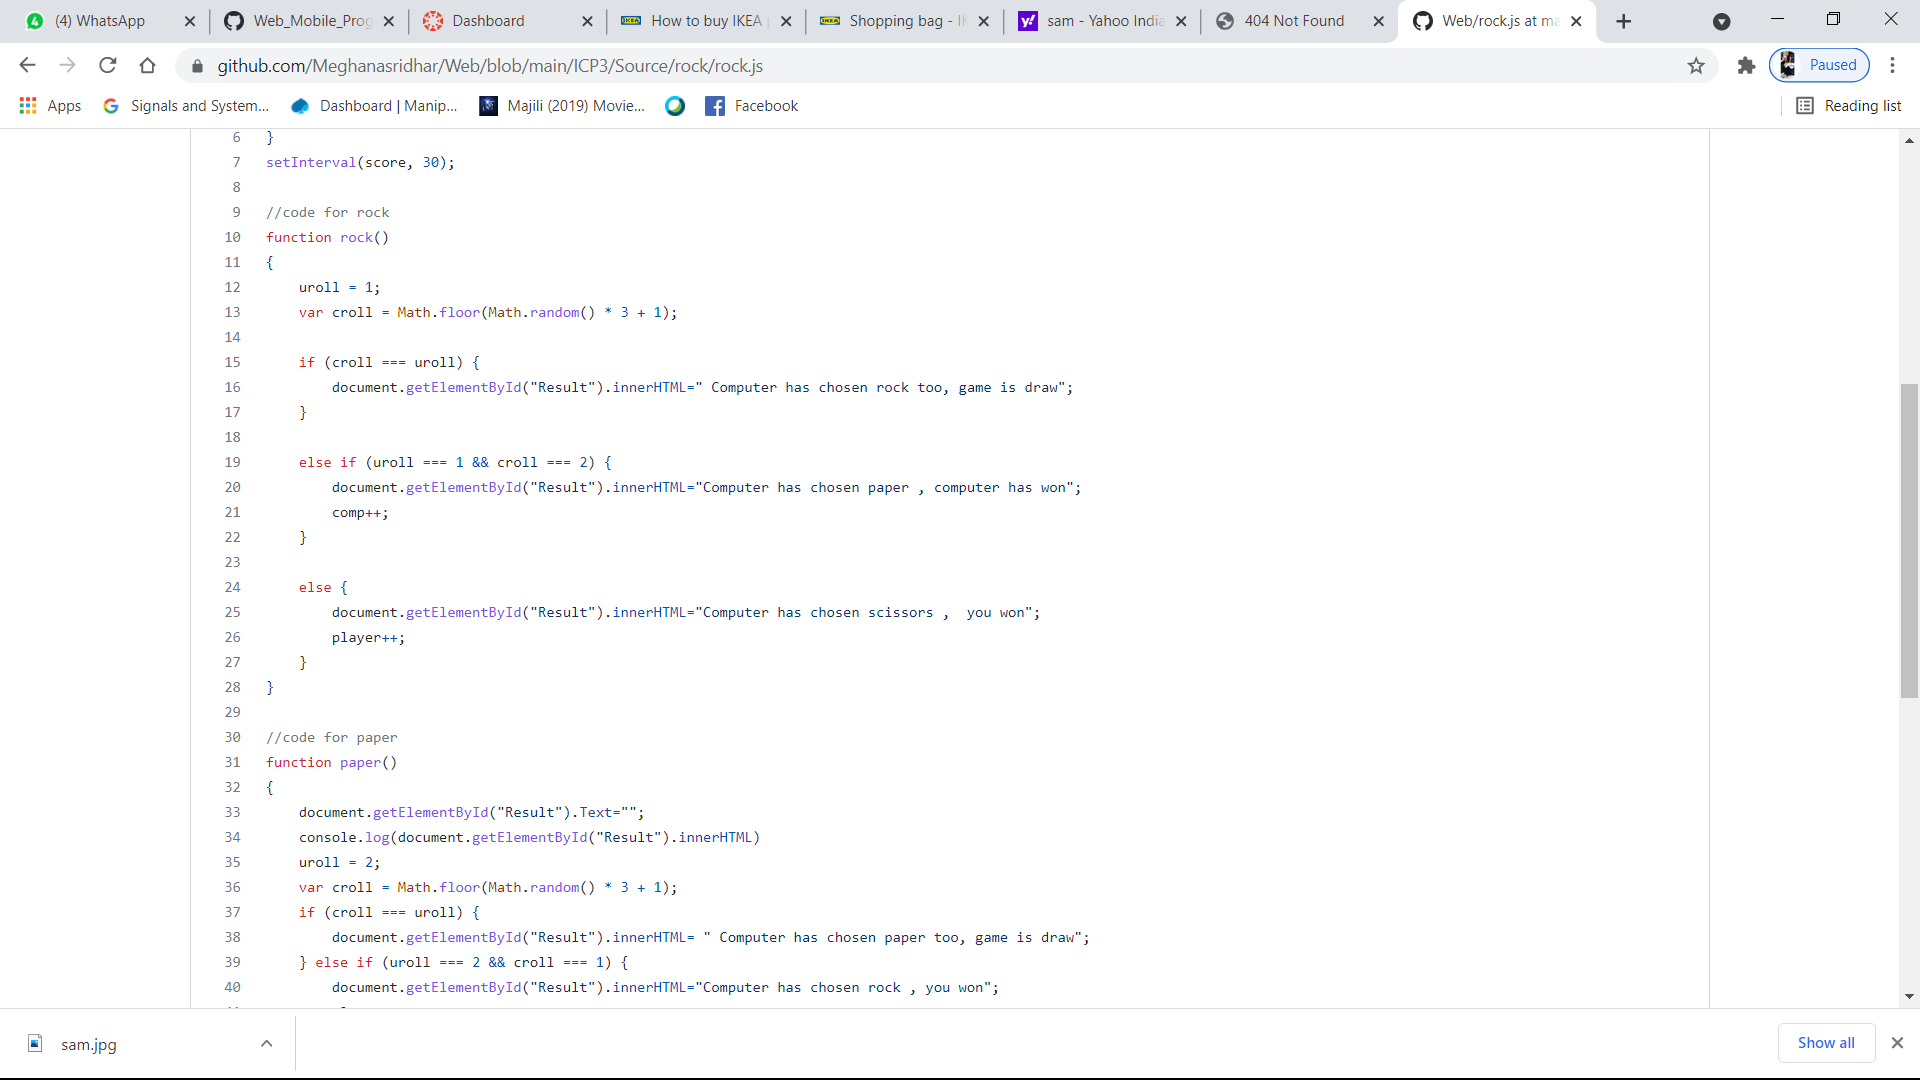 (4) WhatsApp
Web_Mobile_Prog
Dashboard
IKEA How to buy IKEA
IKEA Shopping bag - IK
y! sam - Yahoo India
404 Not Found
Web/rock.js at ma
github.com/Meghanasridhar/Web/blob/main/ICP3/Source/rock/rock.js
Paused
Apps
Signals and System...
Dashboard | Manip...
Majili (2019) Movie...
Facebook
Reading list
6 }
7 setInterval(score, 30);
8
9 //code for rock
10 function rock()
11 {
12 uroll = 1;
13 var croll = Math.floor(Math.random() * 3 + 1);
14
15 if (croll === uroll) {
16 document.getElementById("Result").innerHTML=" Computer has chosen rock too, game is draw";
17 }
18
19 else if (uroll === 1 && croll === 2) {
20 document.getElementById("Result").innerHTML="Computer has chosen paper , computer has won";
21 comp++;
22 }
23
24 else {
25 document.getElementById("Result").innerHTML="Computer has chosen scissors ,  you won";
26 player++;
27 }
28 }
29
30 //code for paper
31 function paper()
32 {
33 document.getElementById("Result").Text="";
34 console.log(document.getElementById("Result").innerHTML)
35 uroll = 2;
36 var croll = Math.floor(Math.random() * 3 + 1);
37 if (croll === uroll) {
38 document.getElementById("Result").innerHTML= " Computer has chosen paper too, game is draw";
39 } else if (uroll === 2 && croll === 1) {
40 document.getElementById("Result").innerHTML="Computer has chosen rock , you won";
sam.jpg
Show all